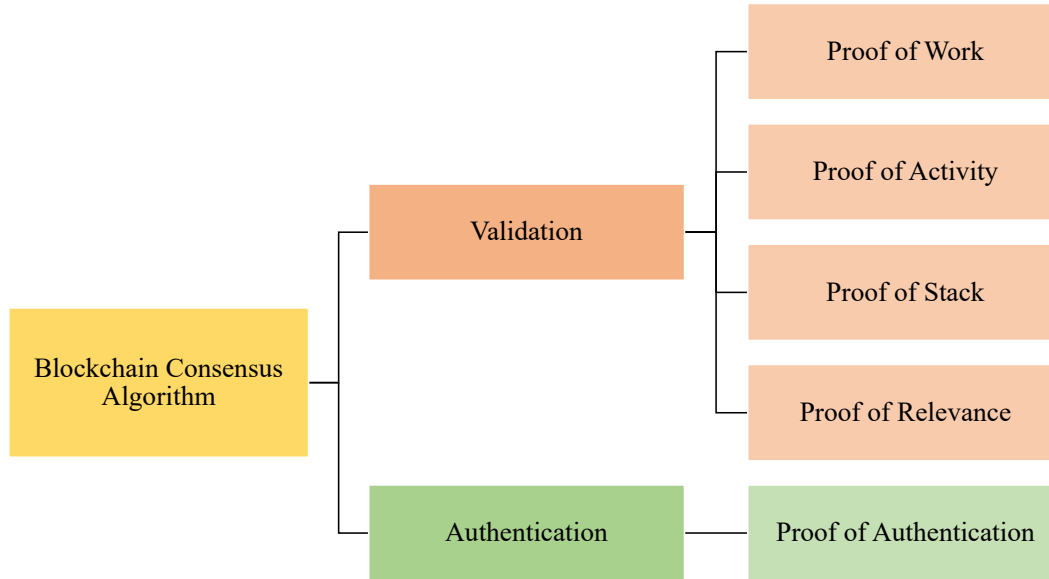 Proof of Work
Proof of Activity
Validation
Proof of Stack
Blockchain Consensus
Algorithm
Proof of Relevance
Authentication
Proof of Authentication